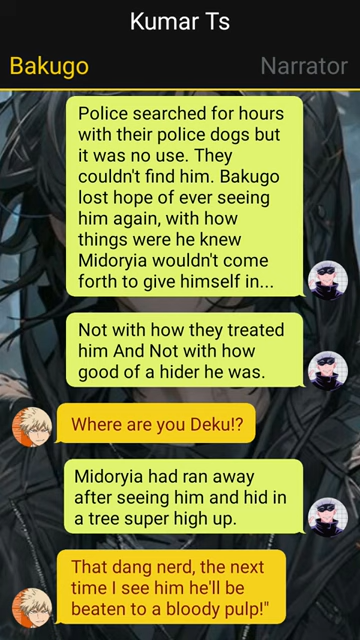 Kumar Ts
Bakugo
Narrator
Police searched for hours
with their police dogs but
it was no use. They
couldn't find him. Bakugo
lost hope of ever seeing
him again, with how
things were he knew
Midoryia wouldn't come
forth to give himself in...
Not with how they treated
him And Not with how
good of a hider he was.
Where are you Deku!?
Midoryia had ran away
after seeing him and hid in
a tree super high up.
That dang nerd, the next
time I see him he'll be
beaten to a bloody pulp!"